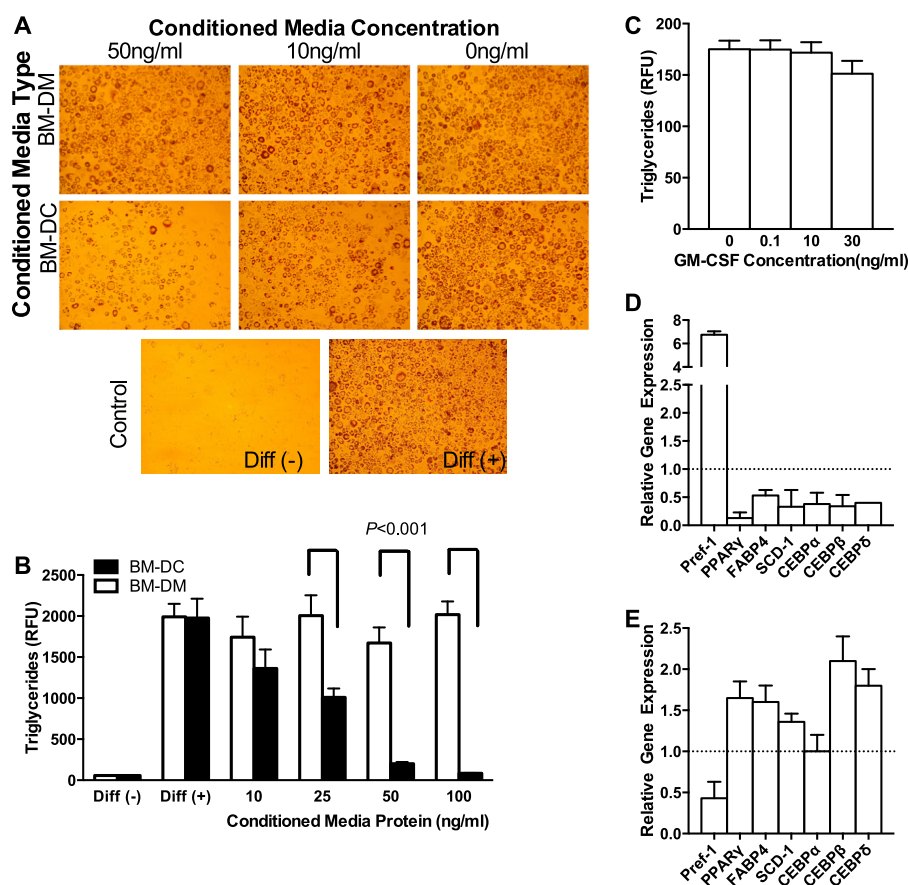 A
Conditioned Media Concentration
50ng/ml 10ng/ml 0ng/ml
Conditioned Media Type
BM-DM
BM-DC
Control
Diff (-)
Diff (+)
B
P<0.001
BM-DC
BM-DM
Triglycerides (RFU)
2500
2000
1500
1000
500
0
Diff (-) Diff (+) 10 25 50 100
Conditioned Media Protein (ng/ml)
C
Triglycerides (RFU)
200
150
100
50
0
0 0.1 10 30
GM-CSF Concentration(ng/ml)
D
Relative Gene Expression
8
6
4
2.5
2.0
1.0
0.5
0.0
Pref-1 PPARγ FABP4 SCD-1 CEBPα CEBPβ CEBPδ
E
Relative Gene Expression
2.5
2.0
1.5
1.0
0.5
0.0
Pref-1 PPARγ FABP4 SCD-1 CEBPα CEBPβ CEBPδ